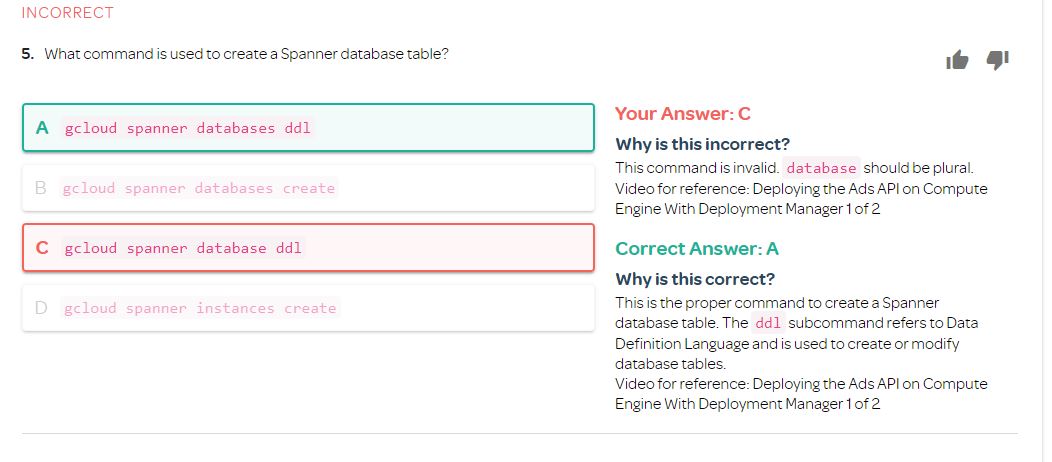 INCORRECT
5. What command is used to create a Spanner database table?
A gcloud spanner databases ddl
B gcloud spanner databases create
C gcloud spanner database ddl
D gcloud spanner instances create
Your Answer: C
Why is this incorrect?
This command is invalid. database should be plural.
Video for reference: Deploying the Ads API on Compute
Engine With Deployment Manager 1 of 2
Correct Answer: A
Why is this correct?
This is the proper command to create a Spanner
database table. The ddl subcommand refers to Data
Definition Language and is used to create or modify
database tables.
Video for reference: Deploying the Ads API on Compute
Engine With Deployment Manager 1 of 2